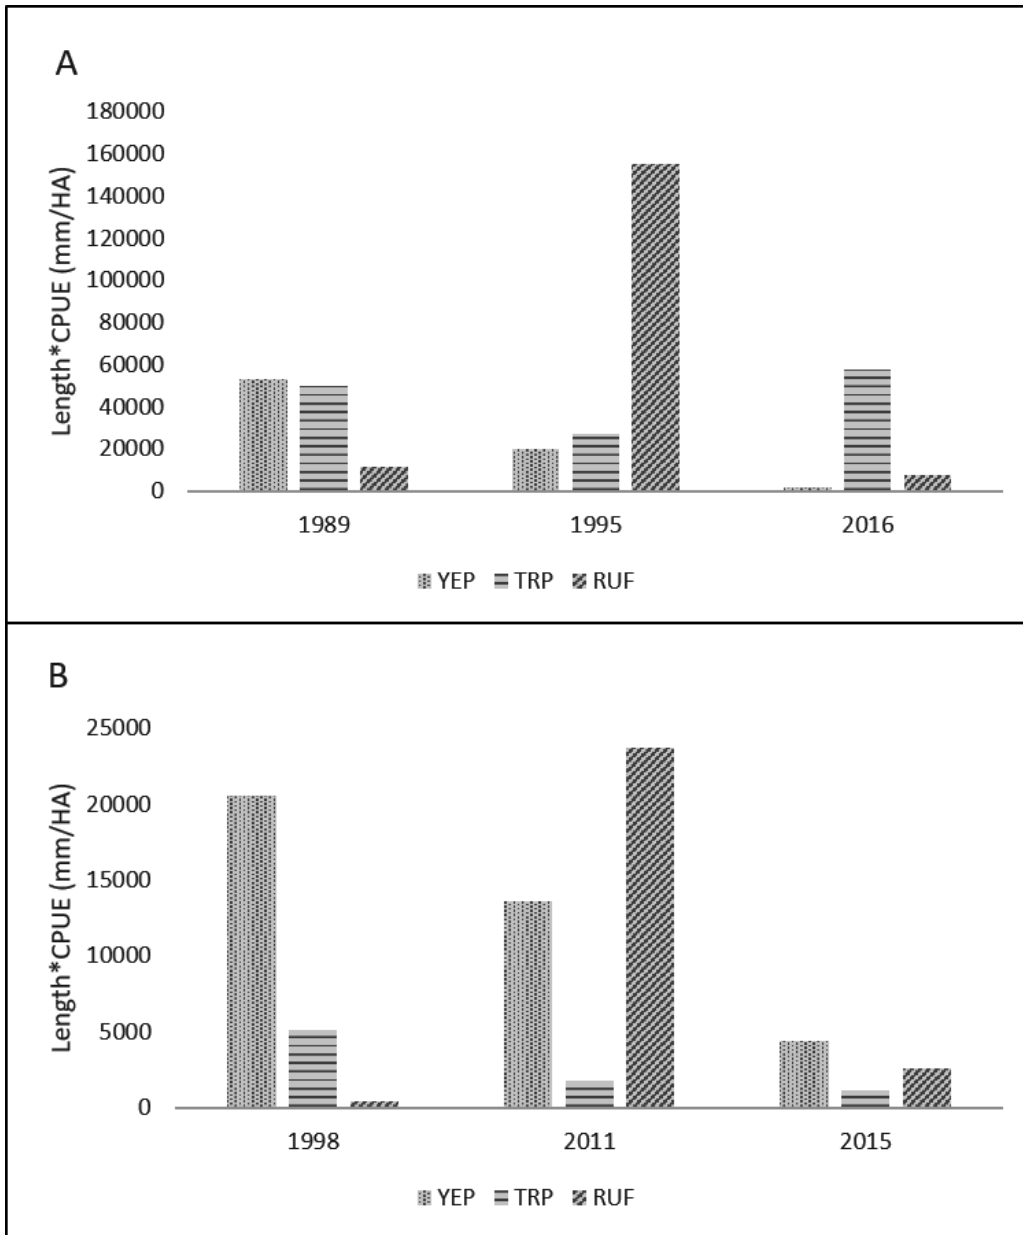 A
Length*CPUE (mm/HA)
180000
160000
140000
120000
100000
80000
60000
40000
20000
0
1989 1995 2016
YEP TRP RUF
B
Length*CPUE (mm/HA)
25000
20000
15000
10000
5000
0
1998 2011 2015
YEP TRP RUF